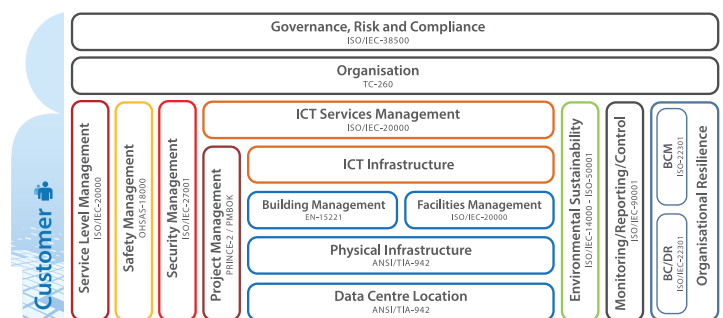 Governance, Risk and Compliance
ISO/IEC-38500
Organisation
TC-260
Customer
Service Level Management
ISO/IEC-20000
Safety Management
OHSAS-18000
Security Management
ISO/IEC-27001
ICT Services Management
ISO/IEC-20000
Project Management
PRINCE-2 / PMBOK
ICT Infrastructure
Building Management
EN-15221
Facilities Management
ISO/IEC-20000
Physical Infrastructure
ANSI/TIA-942
Data Centre Location
ANSI/TIA-942
Environmental Sustainability
ISO/IEC-14000 - ISO-50001
Monitoring/Reporting/Control
ISO/IEC-90001
BCM
ISO-22301
BC/DR
ISO/IEC-22301
Organisational Resilience